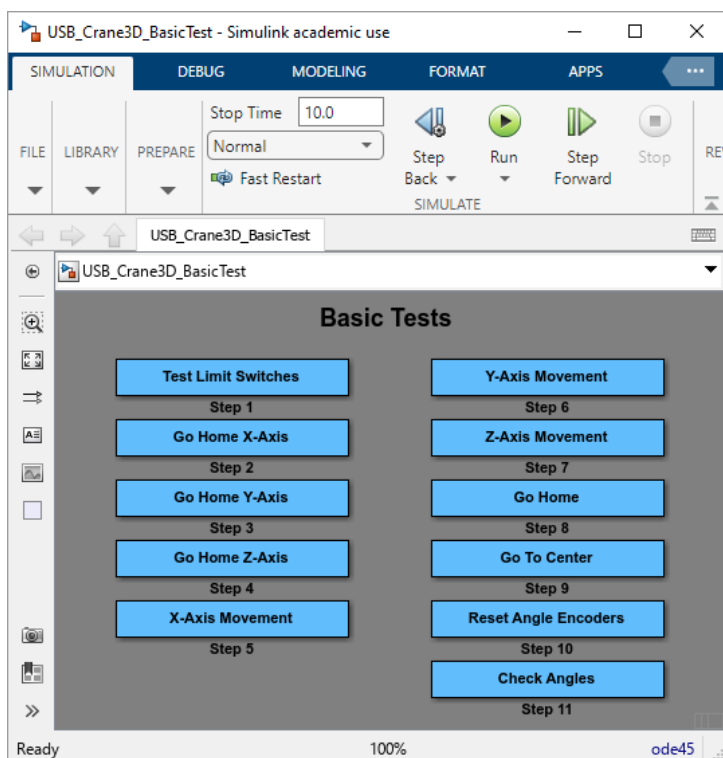 USB_Crane3D_BasicTest - Simulink academic use
SIMULATION DEBUG MODELING FORMAT APPS
FILE
LIBRARY
PREPARE
Stop Time 10.0
Normal
Fast Restart
Step Back
Run
Step Forward
Stop
SIMULATE
USB_Crane3D_BasicTest
USB_Crane3D_BasicTest
Basic Tests
Test Limit Switches
Step 1
Go Home X-Axis
Step 2
Go Home Y-Axis
Step 3
Go Home Z-Axis
Step 4
X-Axis Movement
Step 5
Y-Axis Movement
Step 6
Z-Axis Movement
Step 7
Go Home
Step 8
Go To Center
Step 9
Reset Angle Encoders
Step 10
Check Angles
Step 11
Ready 100% ode45